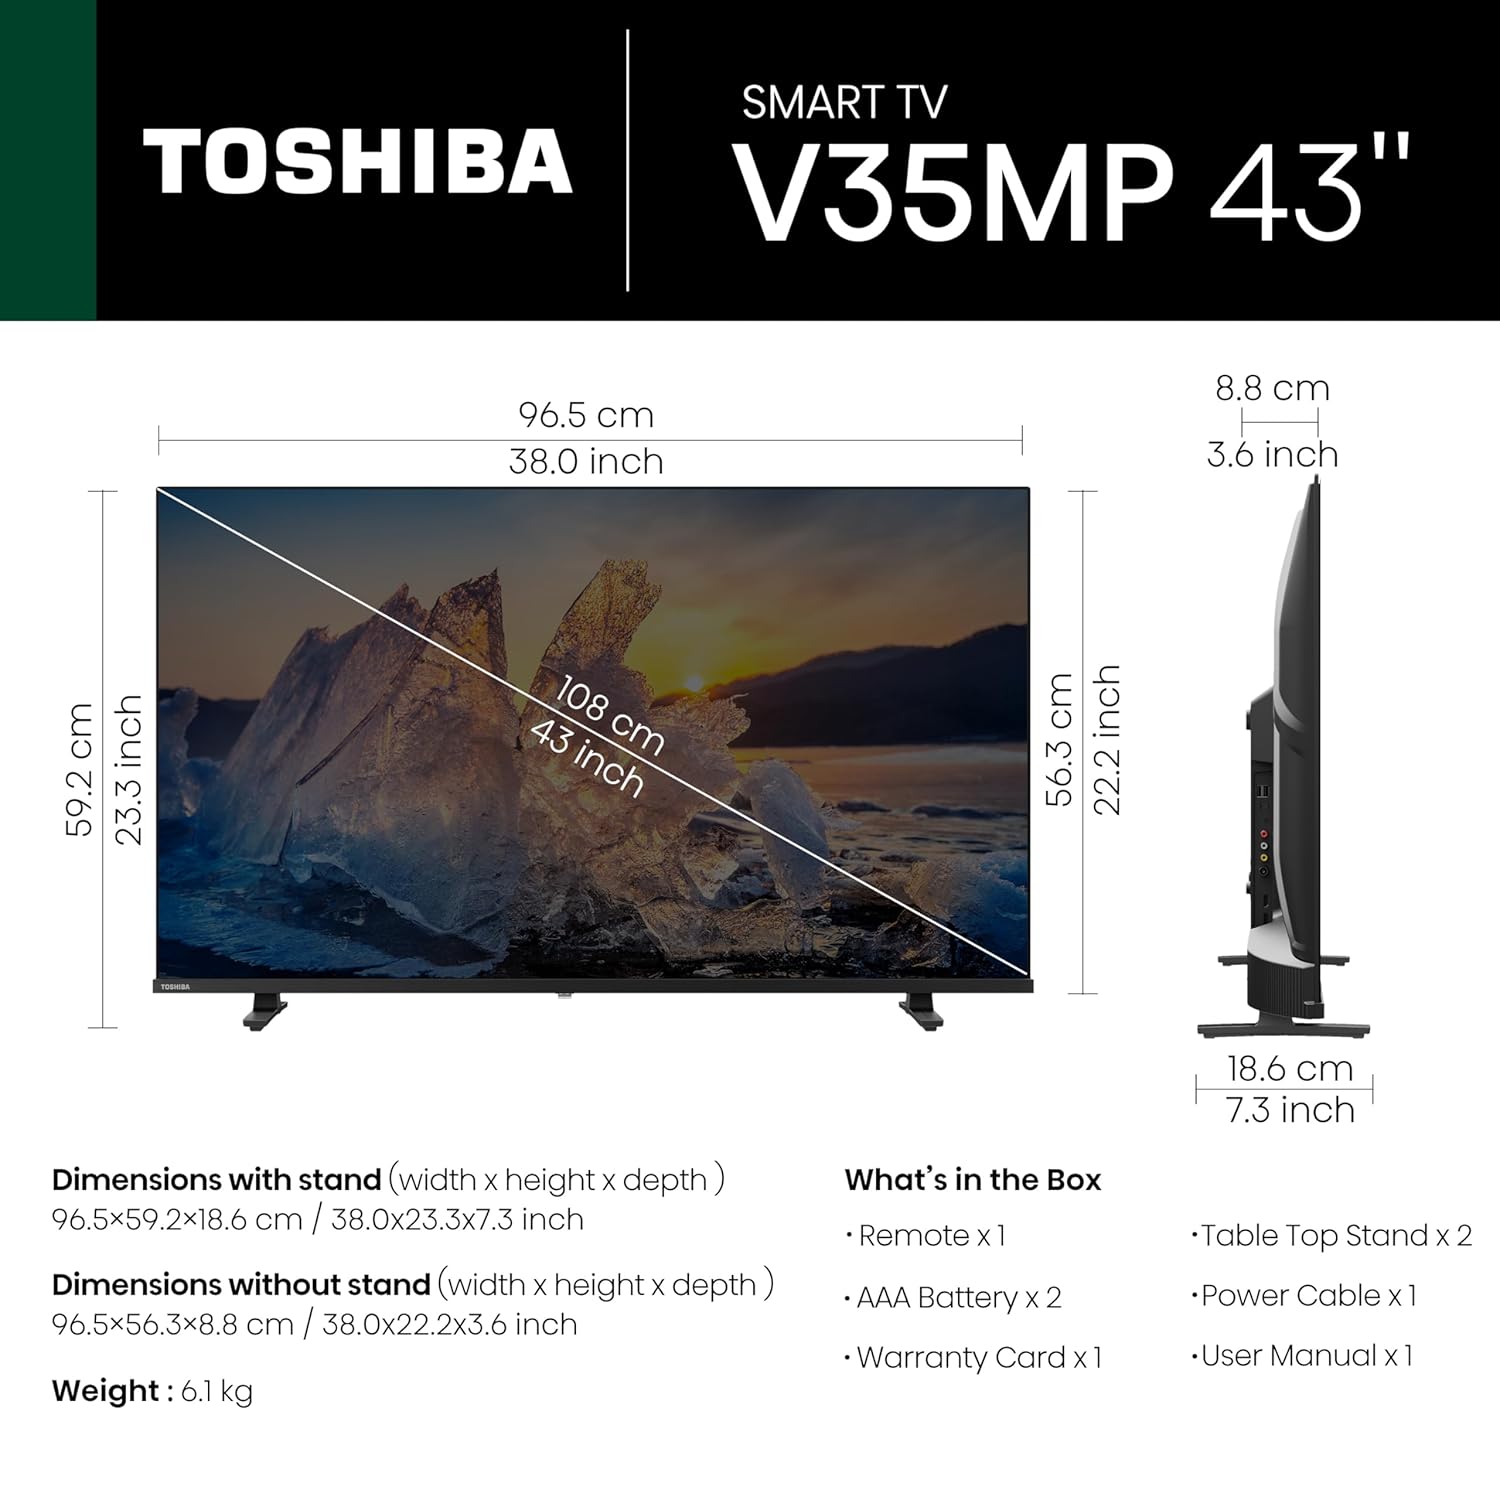 TOSHIBA
SMART TV
V35MP 43"
96.5 cm
38.0 inch
8.8 cm
3.6 inch
59.2 cm
23.3 inch
108 cm
43 inch
56.3 cm
22.2 inch
TOSHIBA
18.6 cm
7.3 inch
Dimensions with stand (width x height x depth )
96.5×59.2×18.6 cm / 38.0x23.3x7.3 inch
Dimensions without stand (width x height x depth )
96.5×56.3×8.8 cm / 38.0x22.2x3.6 inch
Weight : 6.1 kg
What's in the Box
· Remote x 1
· AAA Battery x 2
· Warranty Card x 1
·Table Top Stand x 2
·Power Cable x 1
·User Manual x 1